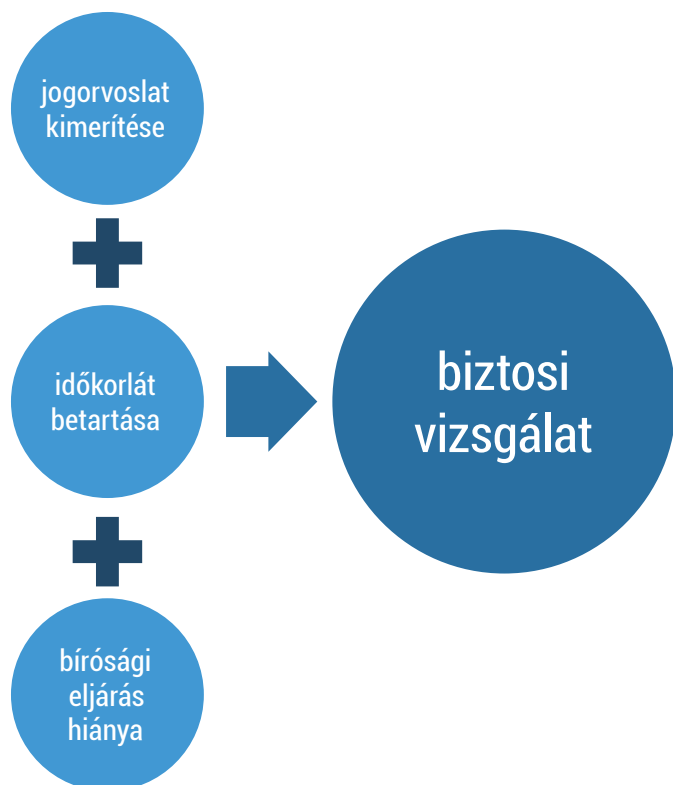 jogorvoslat
kimerítése
időkorlát
betartása
bírósági
eljárás
hiánya
biztosi
vizsgálat